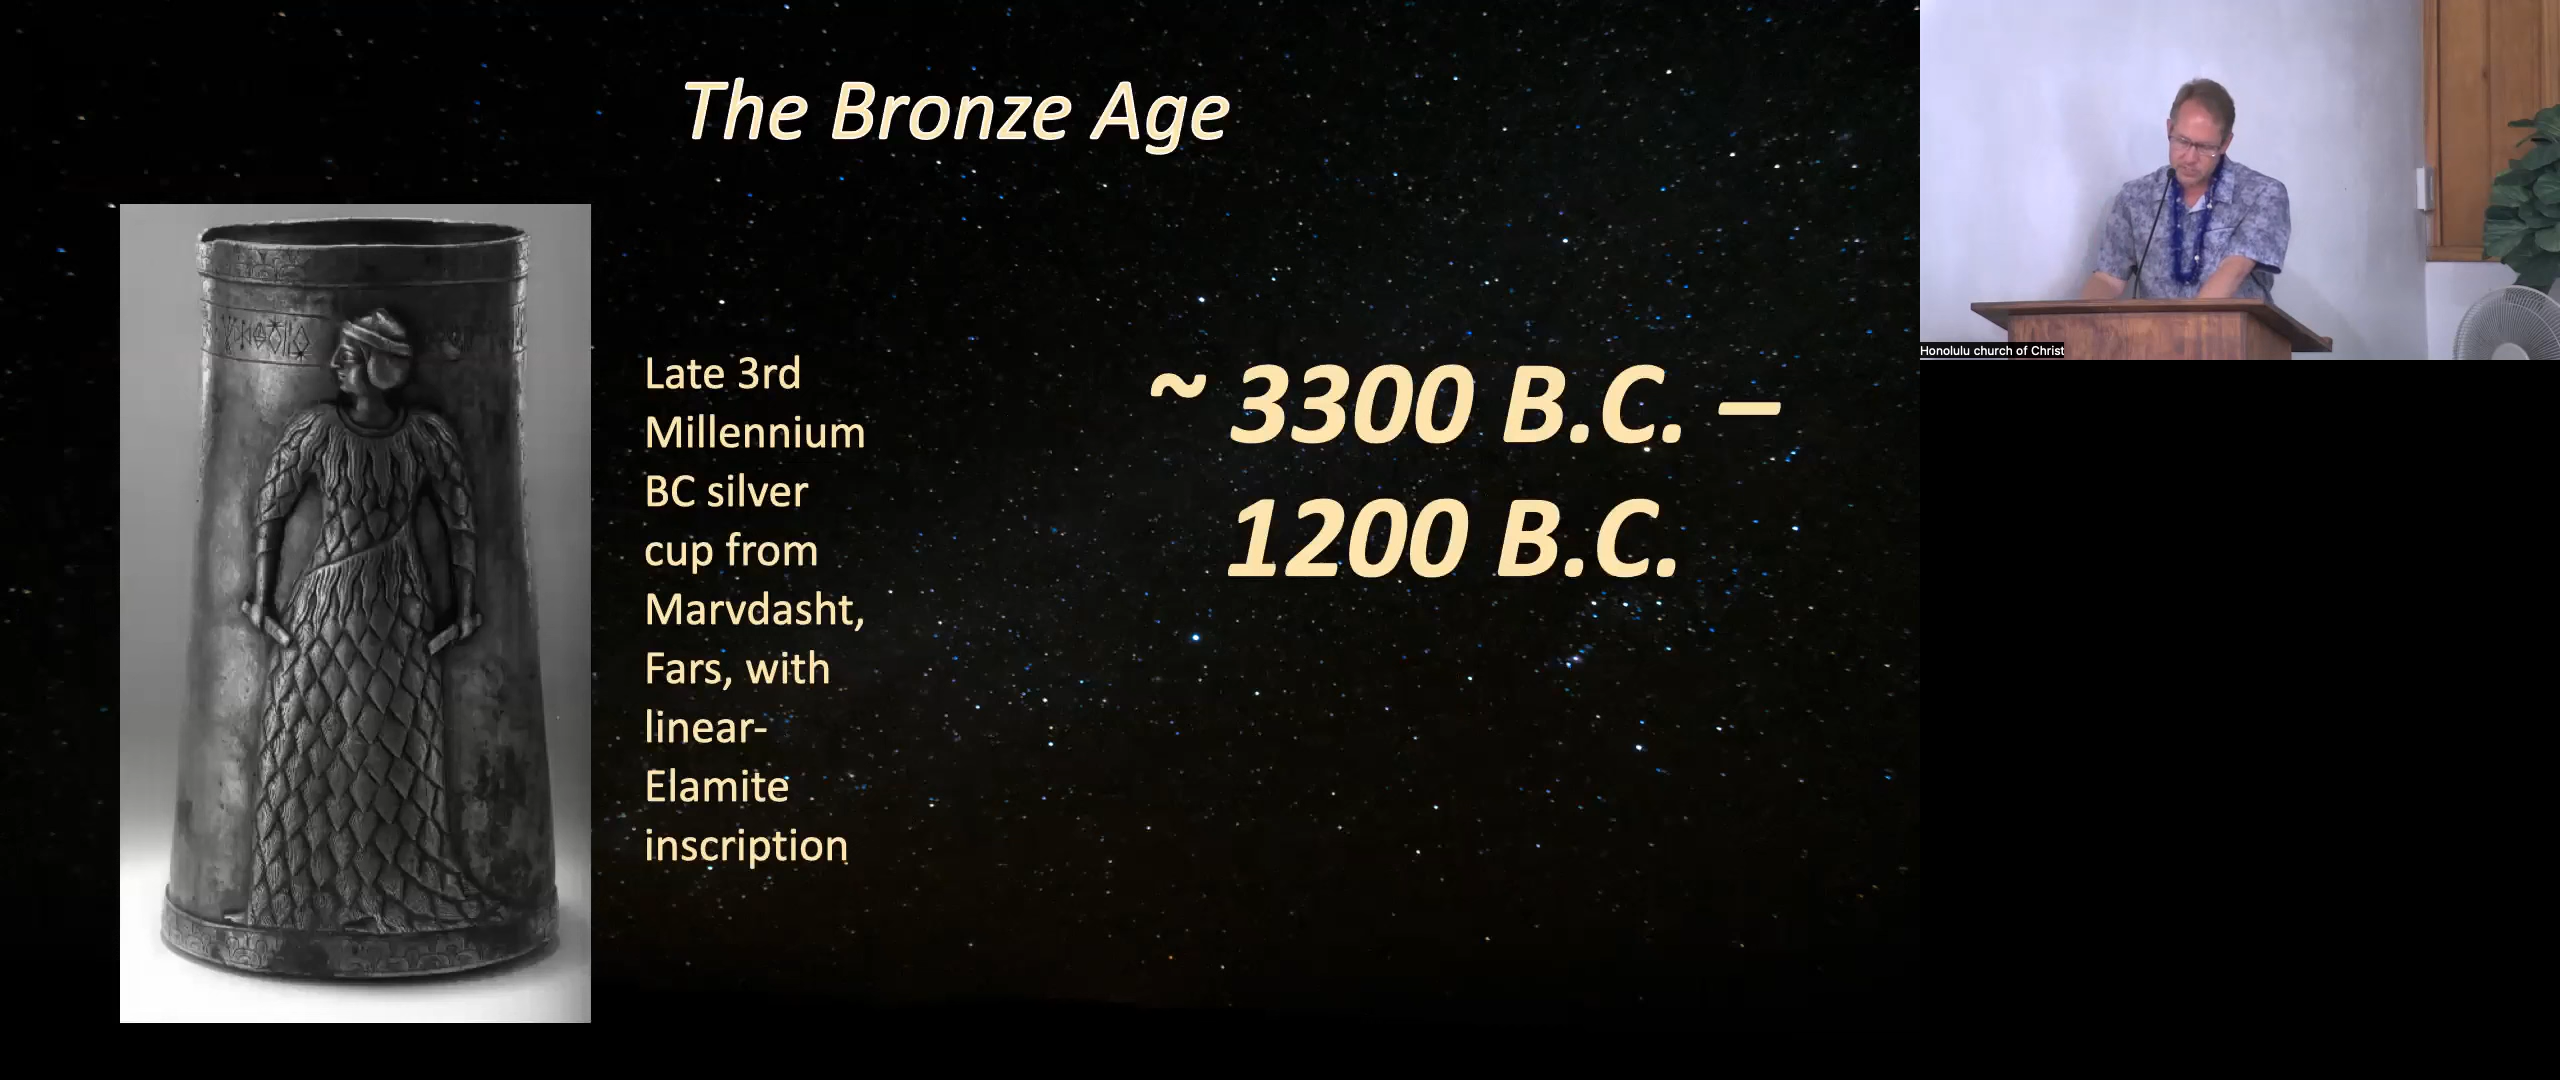 The Bronze Age
Late 3rd
Millennium
BC silver
cup from
Marvdasht,
Fars, with
linear-
Elamite
inscription
~ 3300 B.C. –
1200 B.C.
Honolulu church of Christ